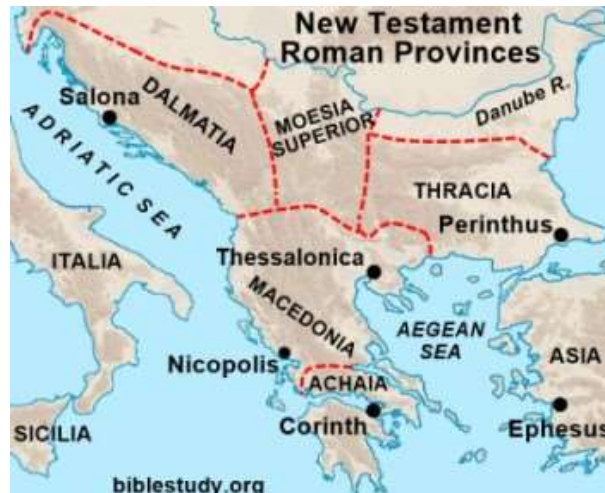 New Testament
Roman Provinces
Salona
DALMATIA
MOESIA
SUPERIOR
Danube R.
ADRIATIC SEA
THRACIA
Perinthus
ITALIA
Thessalonica
MACEDONIA
AEGEAN
SEA
Nicopolis
ASIA
ACHAIA
SICILIA
Corinth
Ephesus
biblestudy.org